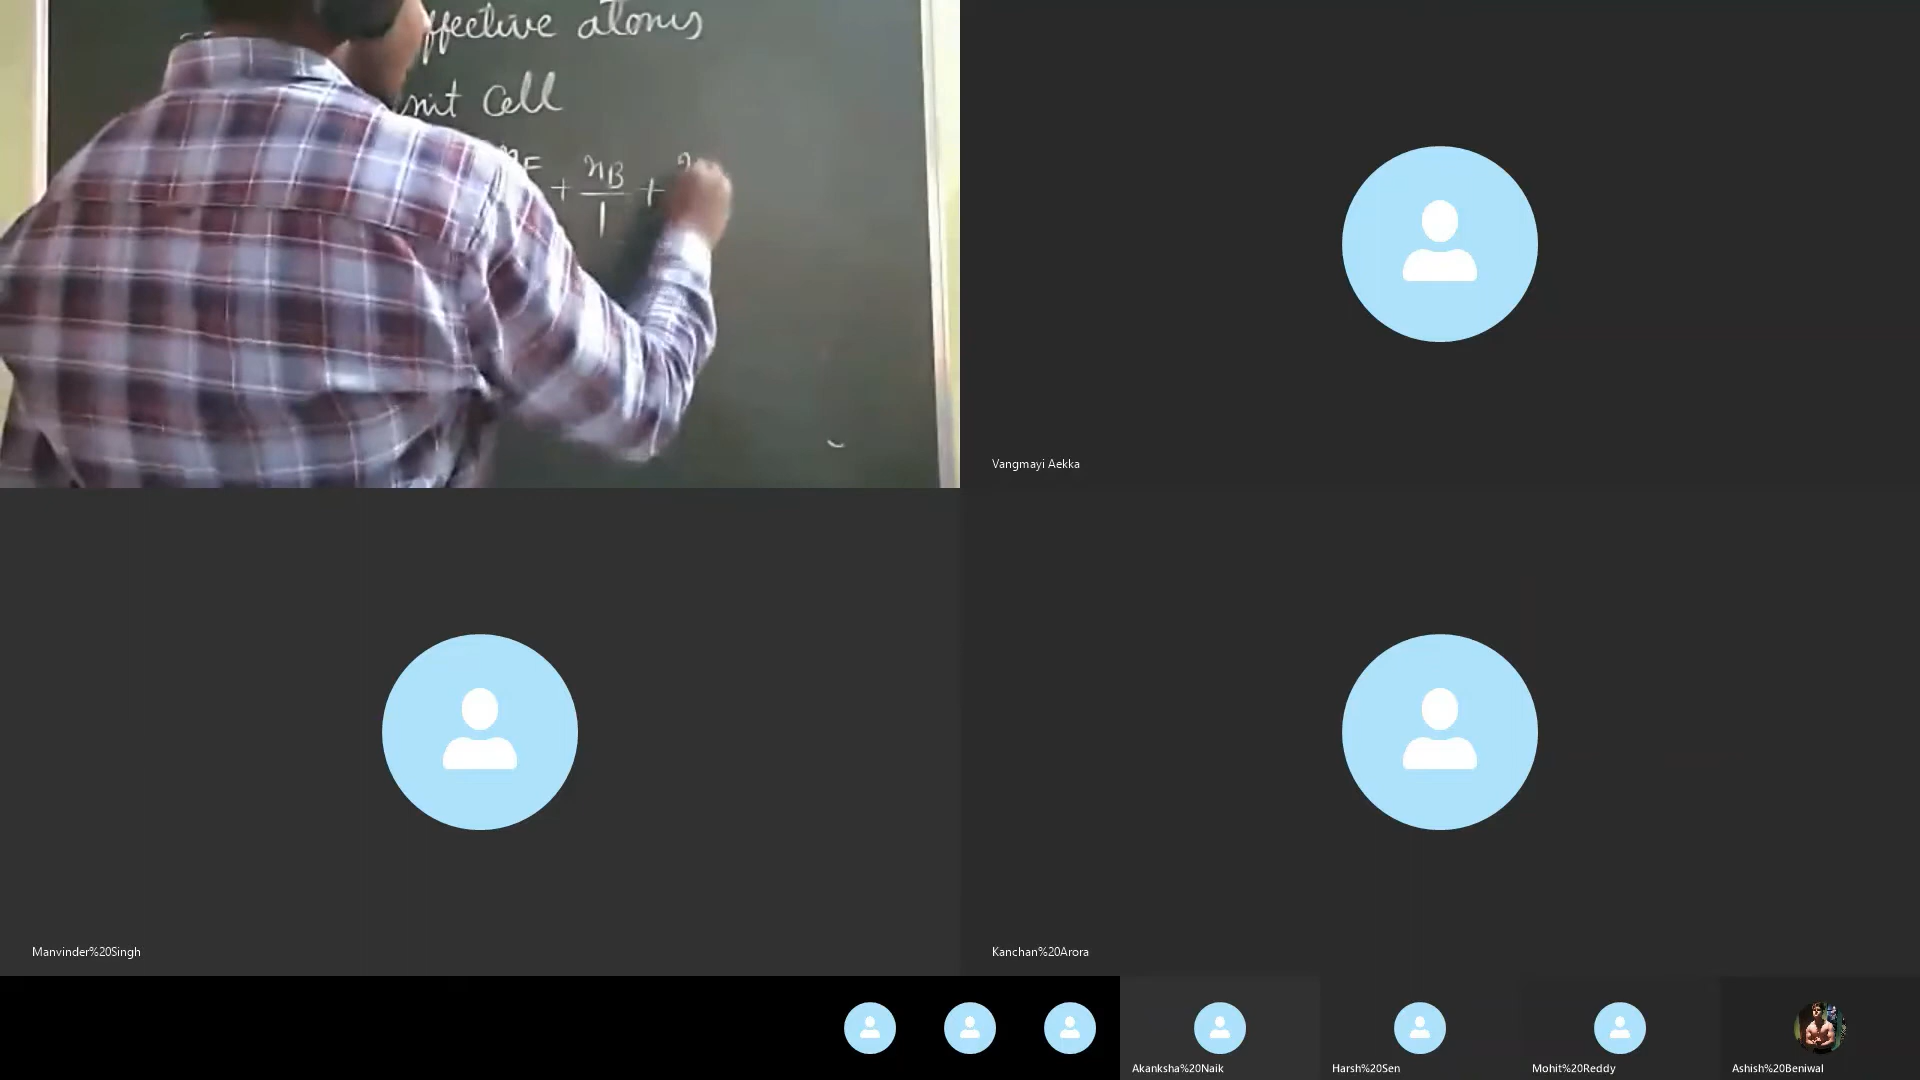 ffective atoms
nit Cell
nF + nB/1 + n
Vangmayi Aekka
Manvinder%20Singh
Kanchan%20Arora
Akanksha%20Naik
Harsh%20Sen
Mohit%20Reddy
Ashish%20Beniwal